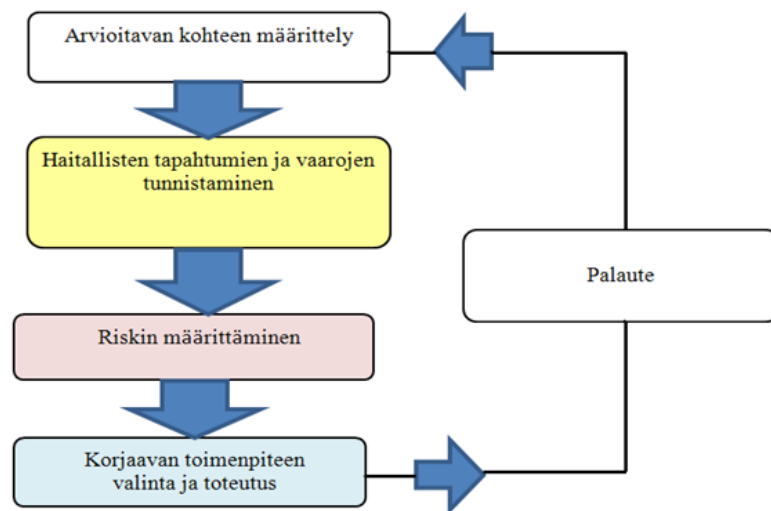 Arvioitavan kohteen määrittely
Haitallisten tapahtumien ja vaarojen
tunnistaminen
Riskin määrittäminen
Korjaavan toimenpiteen
valinta ja toteutus
Palaute